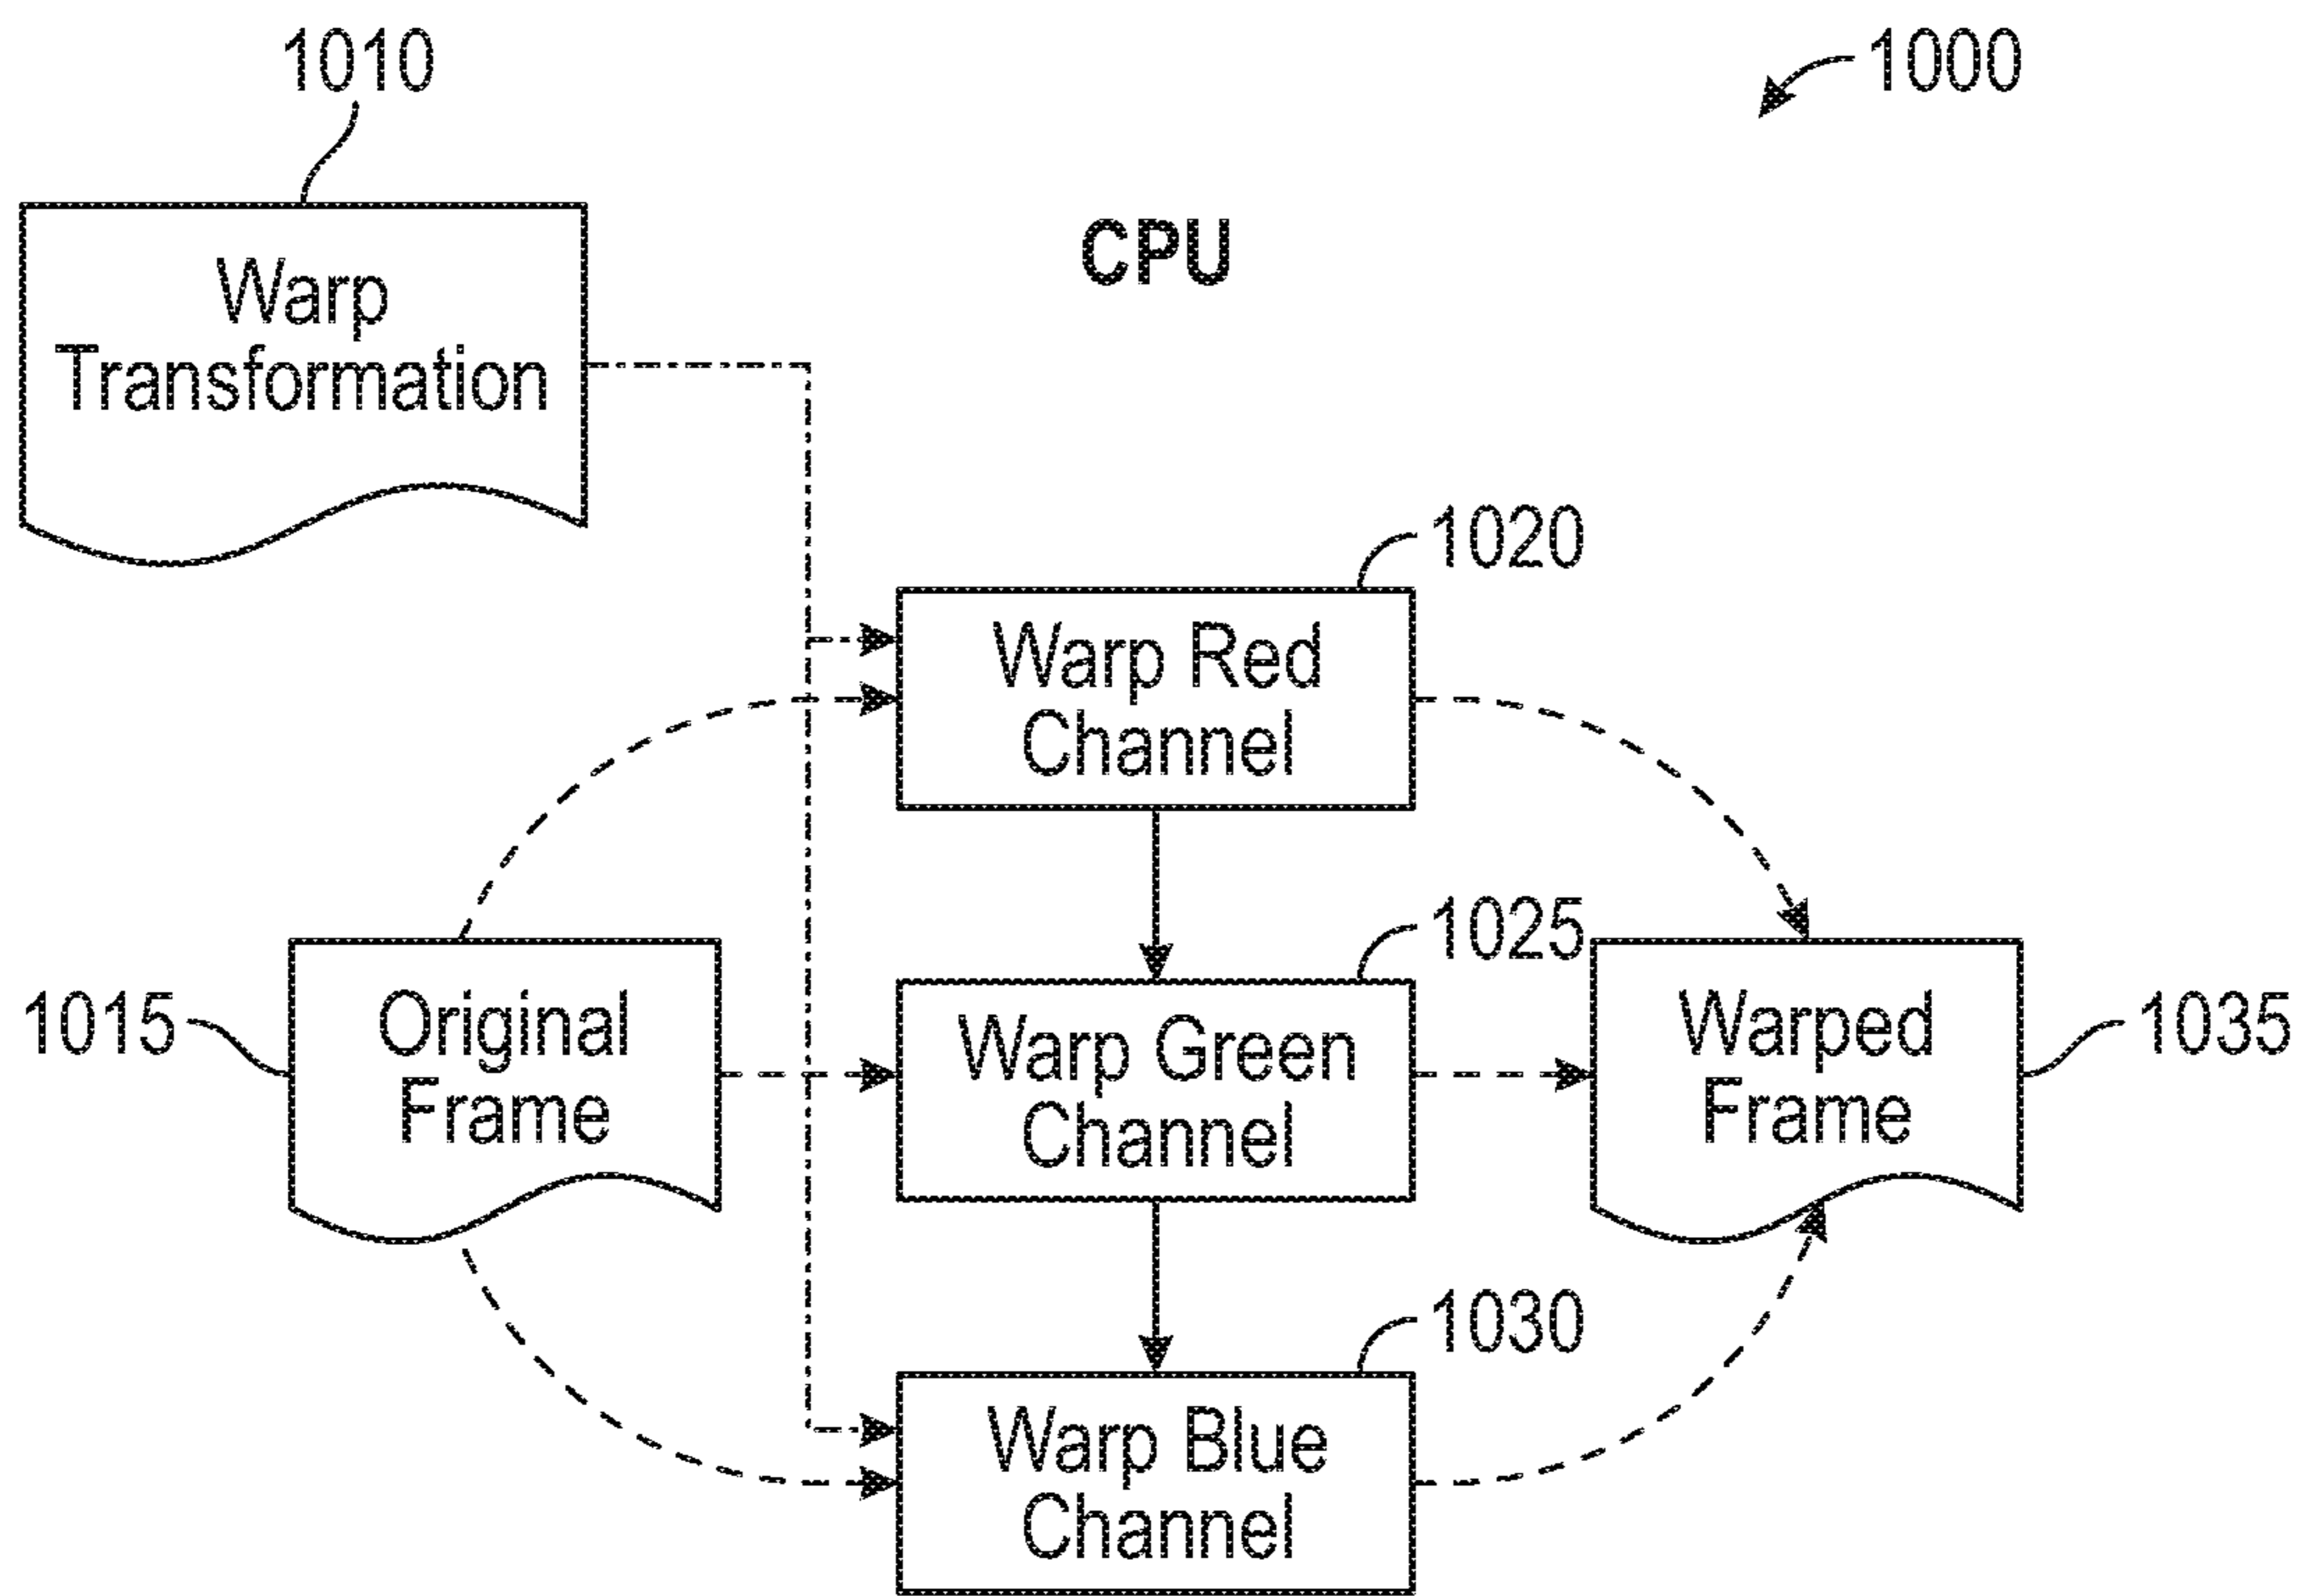 1010
1000
Warp
Transformation
CPU
1020
Warp Red
Channel
1025
1015
Original
Frame
Warp Green
Channel
Warped
Frame
1035
1030
Warp Blue
Channel